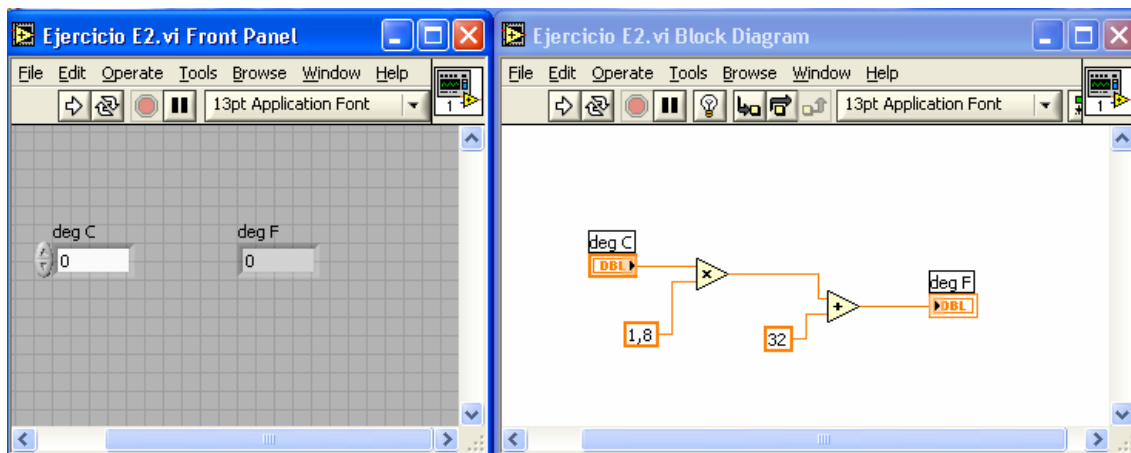 Ejercicio E2.vi Front Panel
File Edit Operate Tools Browse Window Help
13pt Application Font
1
deg C
0
deg F
0
Ejercicio E2.vi Block Diagram
File Edit Operate Tools Browse Window Help
13pt Application Font
1
deg C
DBL
1,8
32
deg F
DBL